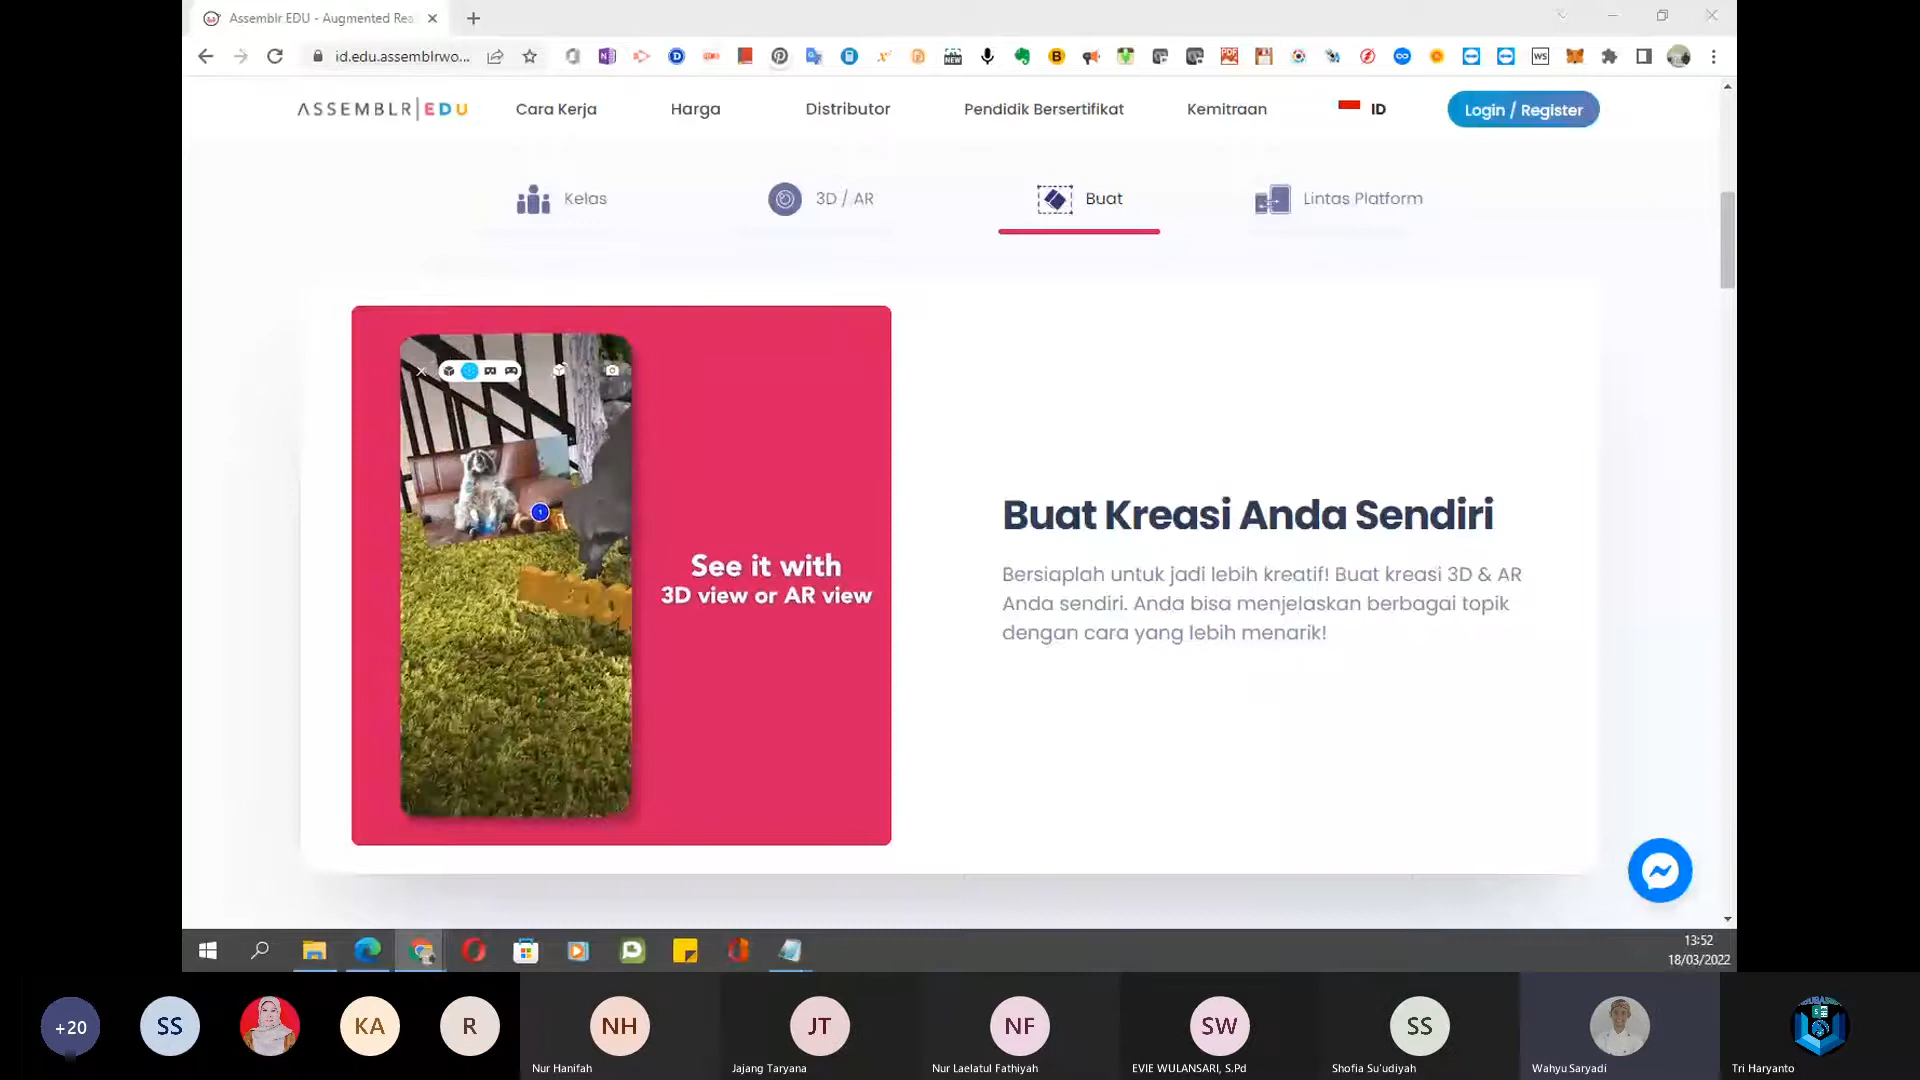 Assemblr EDU - Augmented Rea
id.edu.assemblrwo...
ASSEMBLR EDU
Cara Kerja
Harga
Distributor
Pendidik Bersertifikat
Kemitraan
ID
Login / Register
Kelas
3D / AR
Buat
Lintas Platform
See it with
3D view or AR view
Buat Kreasi Anda Sendiri
Bersiaplah untuk jadi lebih kreatif! Buat kreasi 3D & AR
Anda sendiri. Anda bisa menjelaskan berbagai topik
dengan cara yang lebih menarik!
13:52
18/03/2022
+20
SS
KA
R
NH
JT
NF
SW
SS
Nur Hanifah
Jajang Taryana
Nur Laelatul Fathiyah
EVIE WULANSARI, S.Pd
Shofia Su'udiyah
Wahyu Saryadi
Tri Haryanto